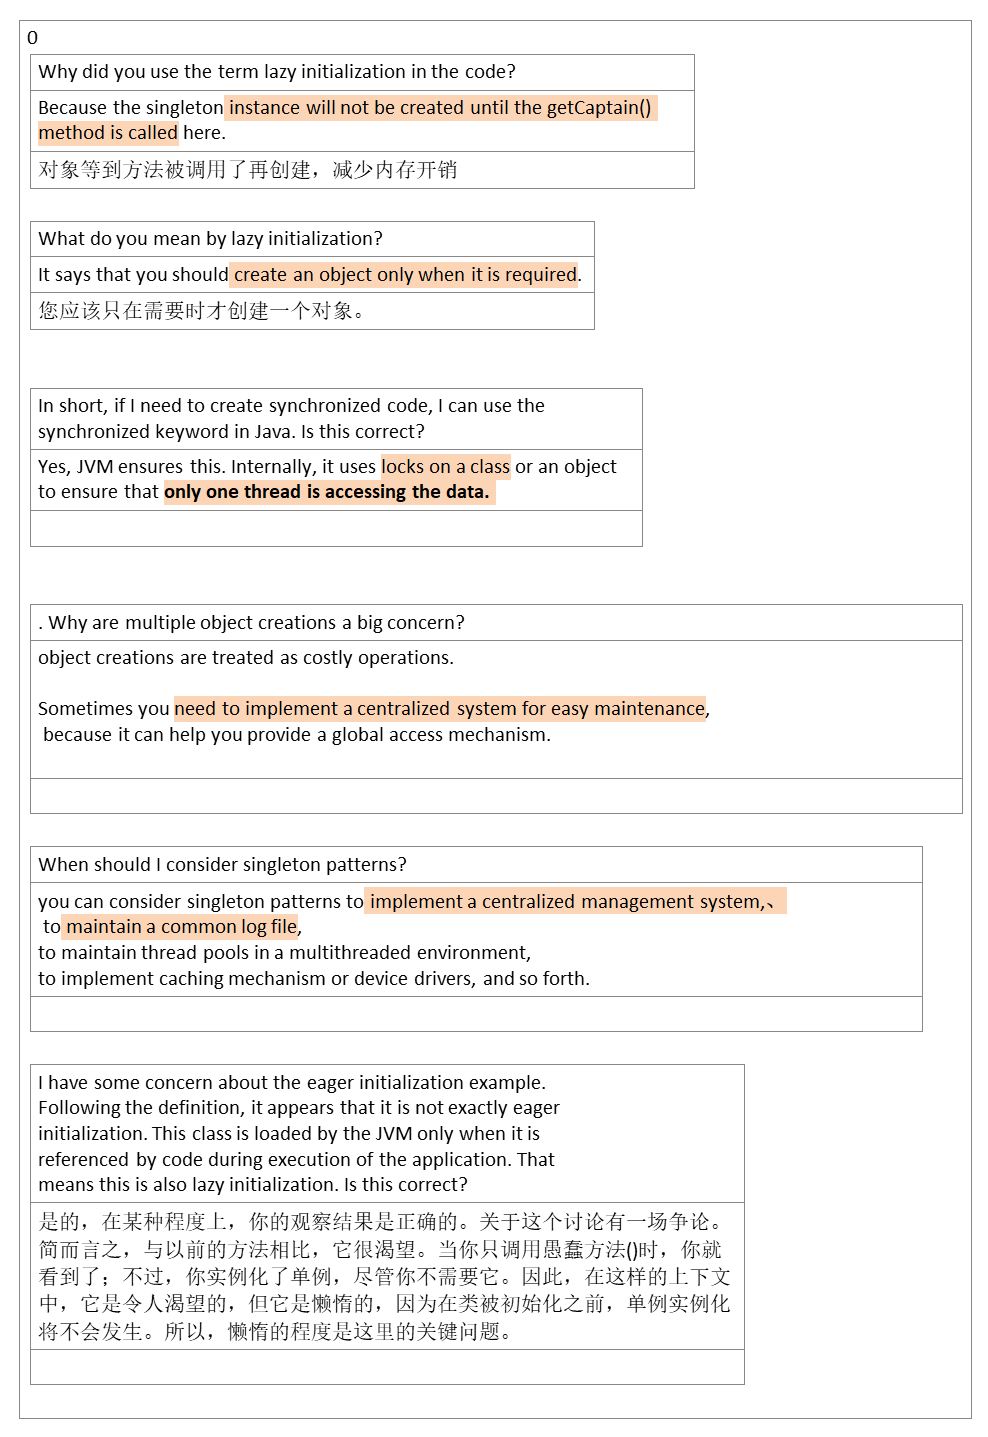 0
Why did you use the term lazy initialization in the code?
Because the singleton instance will not be created until the getCaptain()
method is called here.
对象等到方法被调用了再创建，减少内存开销
What do you mean by lazy initialization?
It says that you should create an object only when it is required.
您应该只在需要时才创建一个对象。
In short, if I need to create synchronized code, I can use the
synchronized keyword in Java. Is this correct?
Yes, JVM ensures this. Internally, it uses locks on a class or an object
to ensure that only one thread is accessing the data.
. Why are multiple object creations a big concern?
object creations are treated as costly operations.
Sometimes you need to implement a centralized system for easy maintenance,
because it can help you provide a global access mechanism.
When should I consider singleton patterns?
you can consider singleton patterns to implement a centralized management system,、
to maintain a common log file,
to maintain thread pools in a multithreaded environment,
to implement caching mechanism or device drivers, and so forth.
I have some concern about the eager initialization example.
Following the definition, it appears that it is not exactly eager
initialization. This class is loaded by the JVM only when it is
referenced by code during execution of the application. That
means this is also lazy initialization. Is this correct?
是的，在某种程度上，你的观察结果是正确的。关于这个讨论有一场争论。
简而言之，与以前的方法相比，它很渴望。当你只调用愚蠢方法()时，你就
看到了；不过，你实例化了单例，尽管你不需要它。因此，在这样的上下文
中，它是令人渴望的，但它是懒惰的，因为在类被初始化之前，单例实例化
将不会发生。所以，懒惰的程度是这里的关键问题。